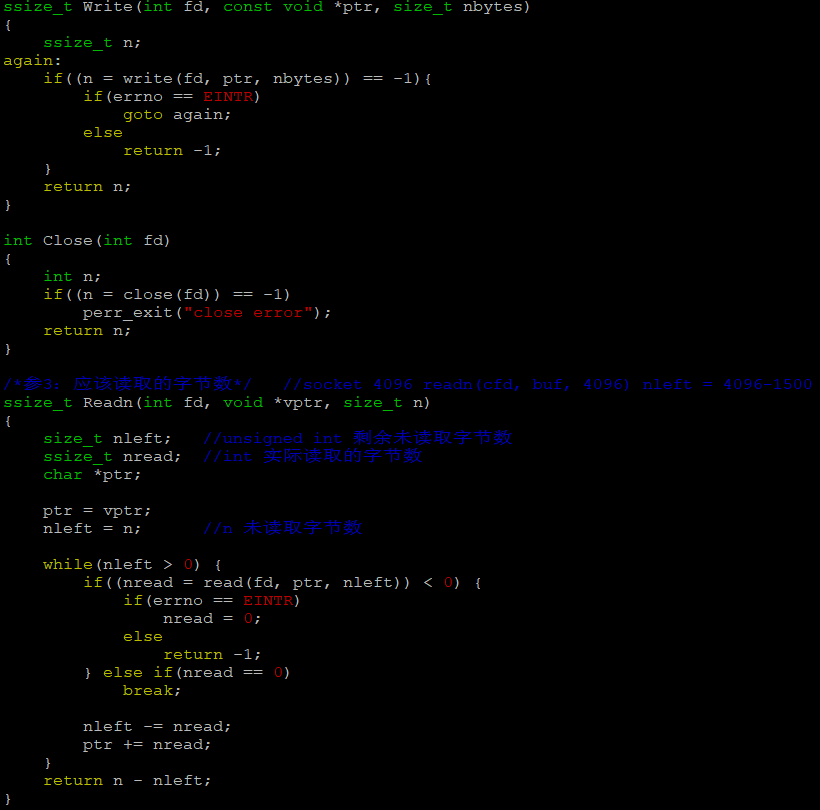 ssize_t Write(int fd, const void *ptr, size_t nbytes)
{
    ssize_t n;
again:
    if((n = write(fd, ptr, nbytes)) == -1){
        if(errno == EINTR)
            goto again;
        else
            return -1;
    }
    return n;
}

int Close(int fd)
{
    int n;
    if((n = close(fd)) == -1)
        perr_exit("close error");
    return n;
}

/*参3: 应该读取的字节数*/   //socket 4096 readn(cfd, buf, 4096) nleft = 4096-1500
ssize_t Readn(int fd, void *vptr, size_t n)
{
    size_t nleft;   //unsigned int 剩余未读取字节数
    ssize_t nread;  //int 实际读取的字节数
    char *ptr;

    ptr = vptr;
    nleft = n;      //n 未读取字节数

    while(nleft > 0) {
        if((nread = read(fd, ptr, nleft)) < 0) {
            if(errno == EINTR)
                nread = 0;
            else
                return -1;
        } else if(nread == 0)
            break;

        nleft -= nread;
        ptr += nread;
    }
    return n - nleft;
}